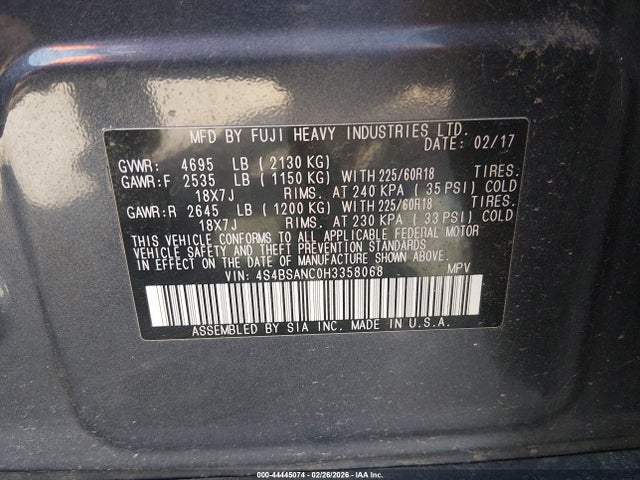 MFD BY FUJI HEAVY INDUSTRIES LTD.
DATE: 02/17
GVWR: 4695 LB ( 2130 KG)
GAWR:F 2535 LB ( 1150 KG) WITH 225/60R18 TIRES.
18X7J RIMS. AT 240 KPA ( 35 PSI) COLD
GAWR:R 2645 LB ( 1200 KG) WITH 225/60R18 TIRES.
18X7J RIMS. AT 230 KPA ( 33 PSI) COLD
THIS VEHICLE CONFORMS TO ALL APPLICABLE FEDERAL MOTOR
VEHICLE SAFETY AND THEFT PREVENTION STANDARDS
IN EFFECT ON THE DATE OF MANUFACTURE SHOWN ABOVE.
VIN: 4S4BSANC0H3358068 MPV
ASSEMBLED BY SIA INC. MADE IN U.S.A.
000-44445074 - 02/26/2026 - IAA Inc.